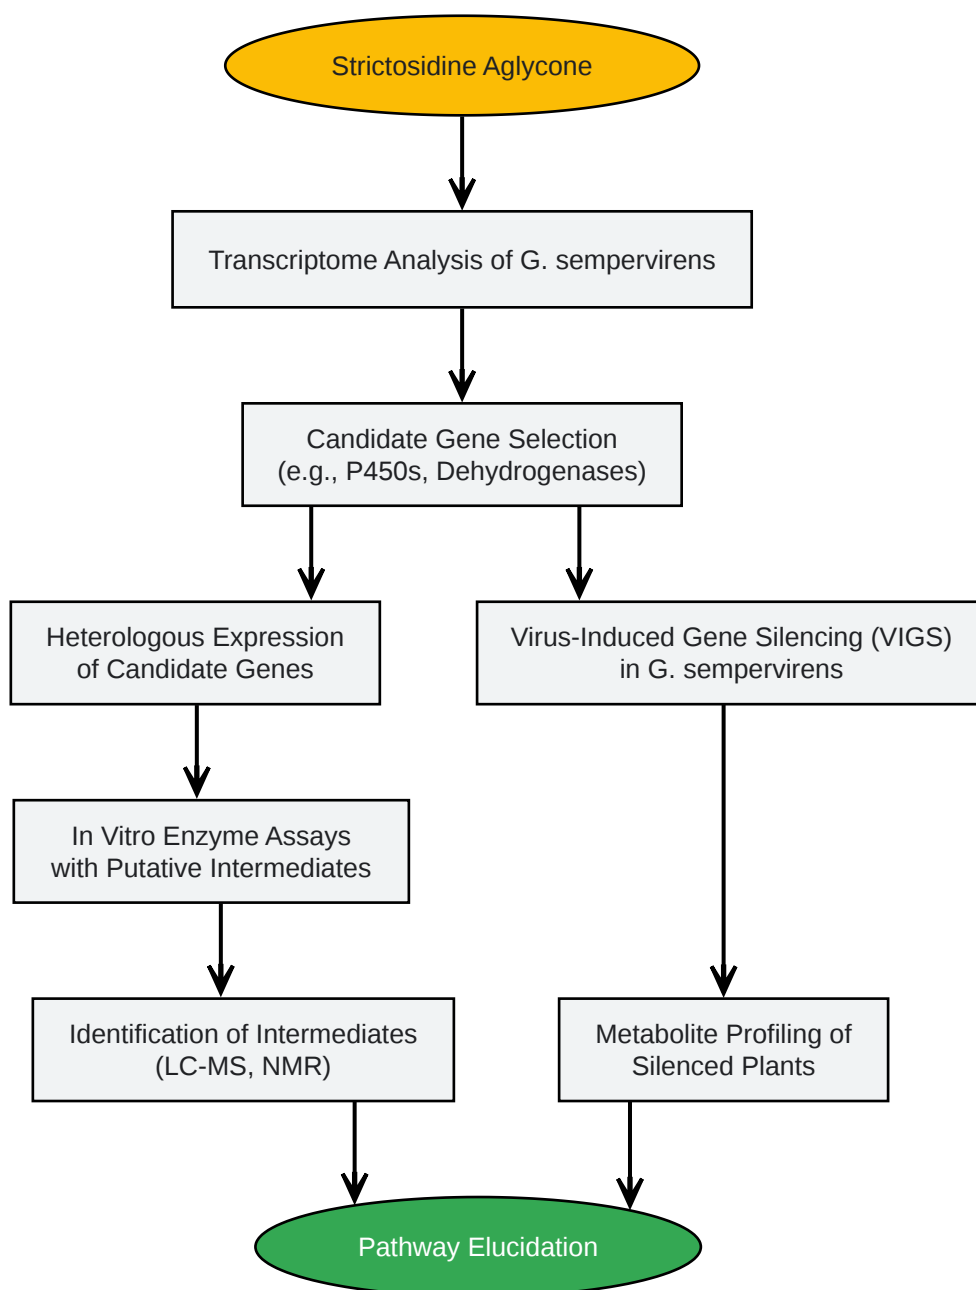 Strictosidine Aglycone
Transcriptome Analysis of G. sempervirens
Candidate Gene Selection
(e.g., P450s, Dehydrogenases)
Heterologous Expression
of Candidate Genes
Virus-Induced Gene Silencing (VIGS)
in G. sempervirens
In Vitro Enzyme Assays
with Putative Intermediates
Identification of Intermediates
(LC-MS, NMR)
Metabolite Profiling of
Silenced Plants
Pathway Elucidation